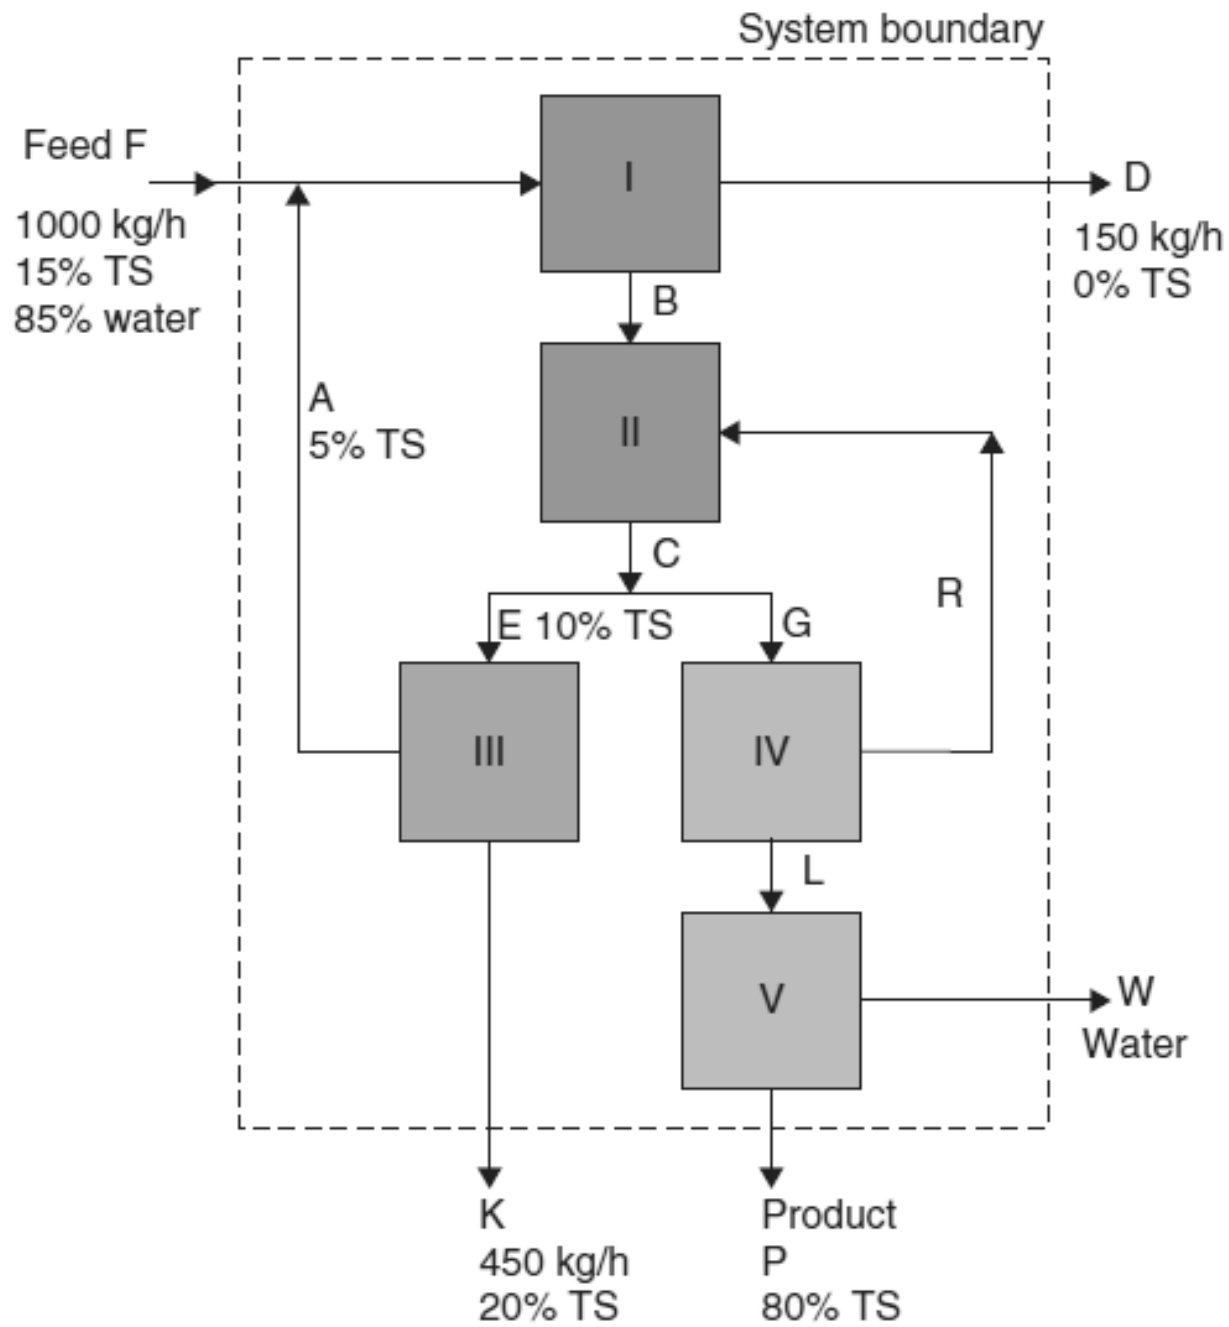 System boundary
Feed F
1000 kg/h
15% TS
85% water
I
D
150 kg/h
0% TS
B
A
5% TS
II
C
R
E 10% TS
G
III
IV
L
V
W
Water
K
450 kg/h
20% TS
Product
P
80% TS